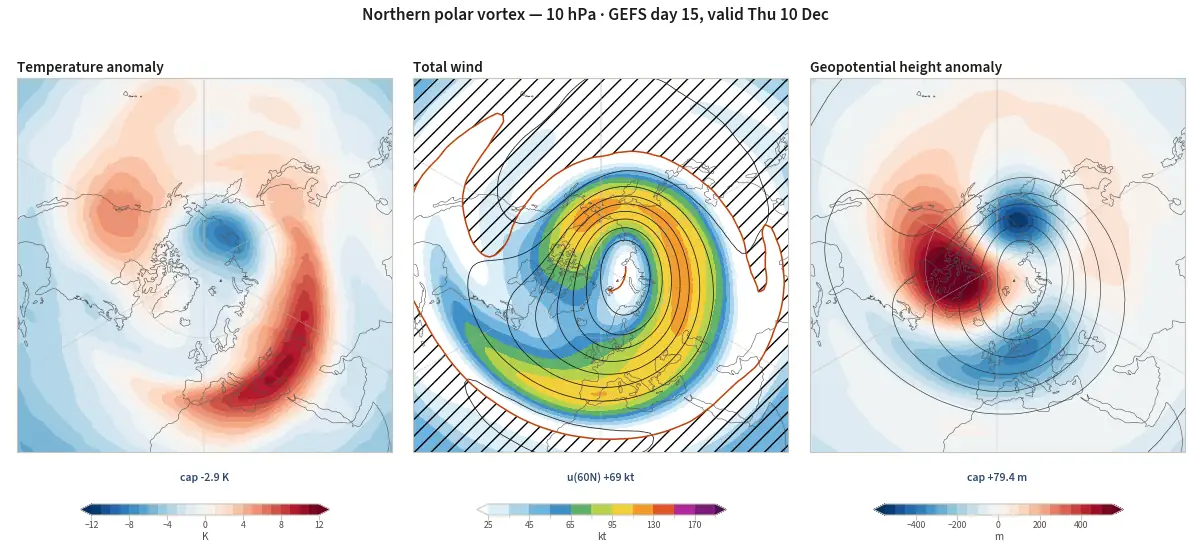 Northern polar vortex — 10 hPa · GEFS day 15, valid Thu 10 Dec
Temperature anomaly
Total wind
Geopotential height anomaly
cap -2.9 K
u(60N) +69 kt
cap +79.4 m
−12 −8 −4 0 4 8 12
K
25 45 65 95 130 170
kt
−400 −200 0 200 400
m